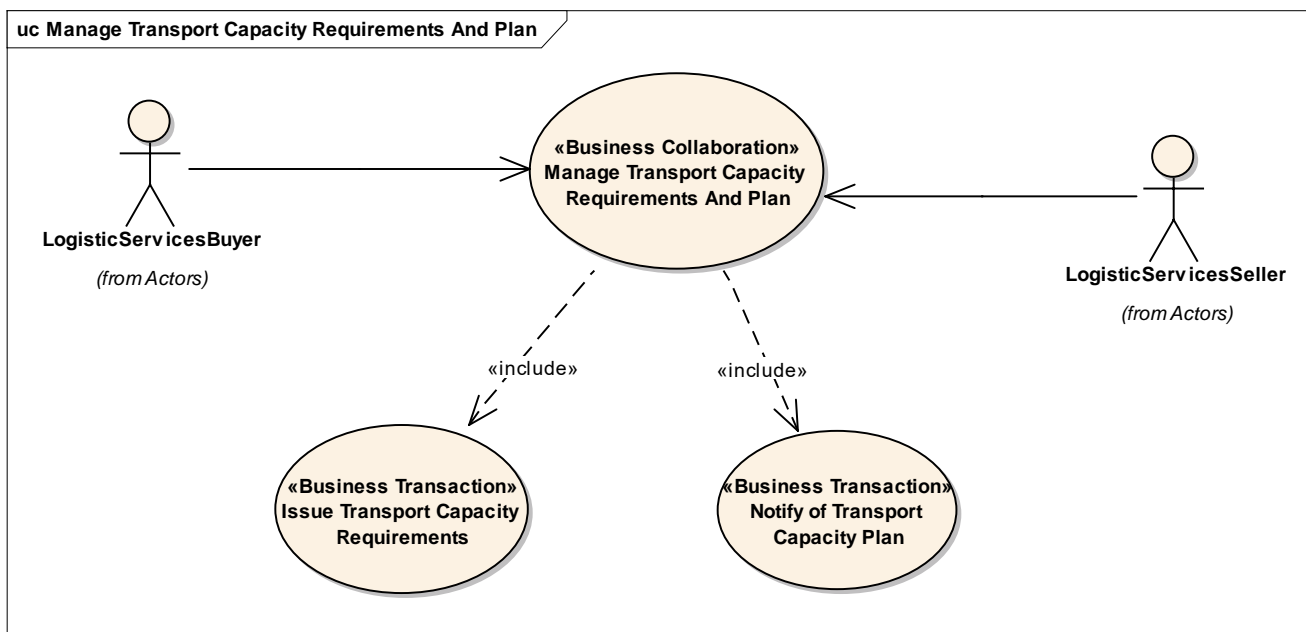 uc Manage Transport Capacity Requirements And Plan
«Business Collaboration»
Manage Transport Capacity
Requirements And Plan
LogisticServicesBuyer
(from Actors)
LogisticServicesSeller
(from Actors)
«include»
«include»
«Business Transaction»
Issue Transport Capacity
Requirements
«Business Transaction»
Notify of Transport
Capacity Plan